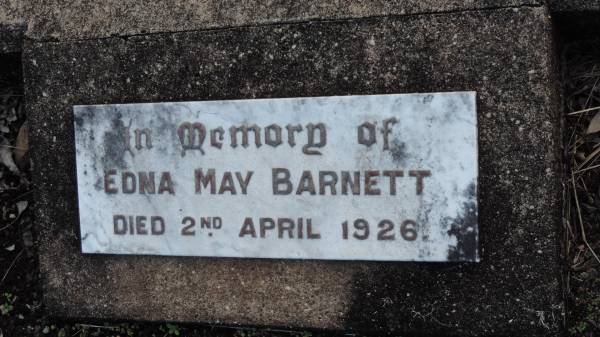 In Memory of
EDNA MAY BARNETT
DIED 2ND APRIL 1926.